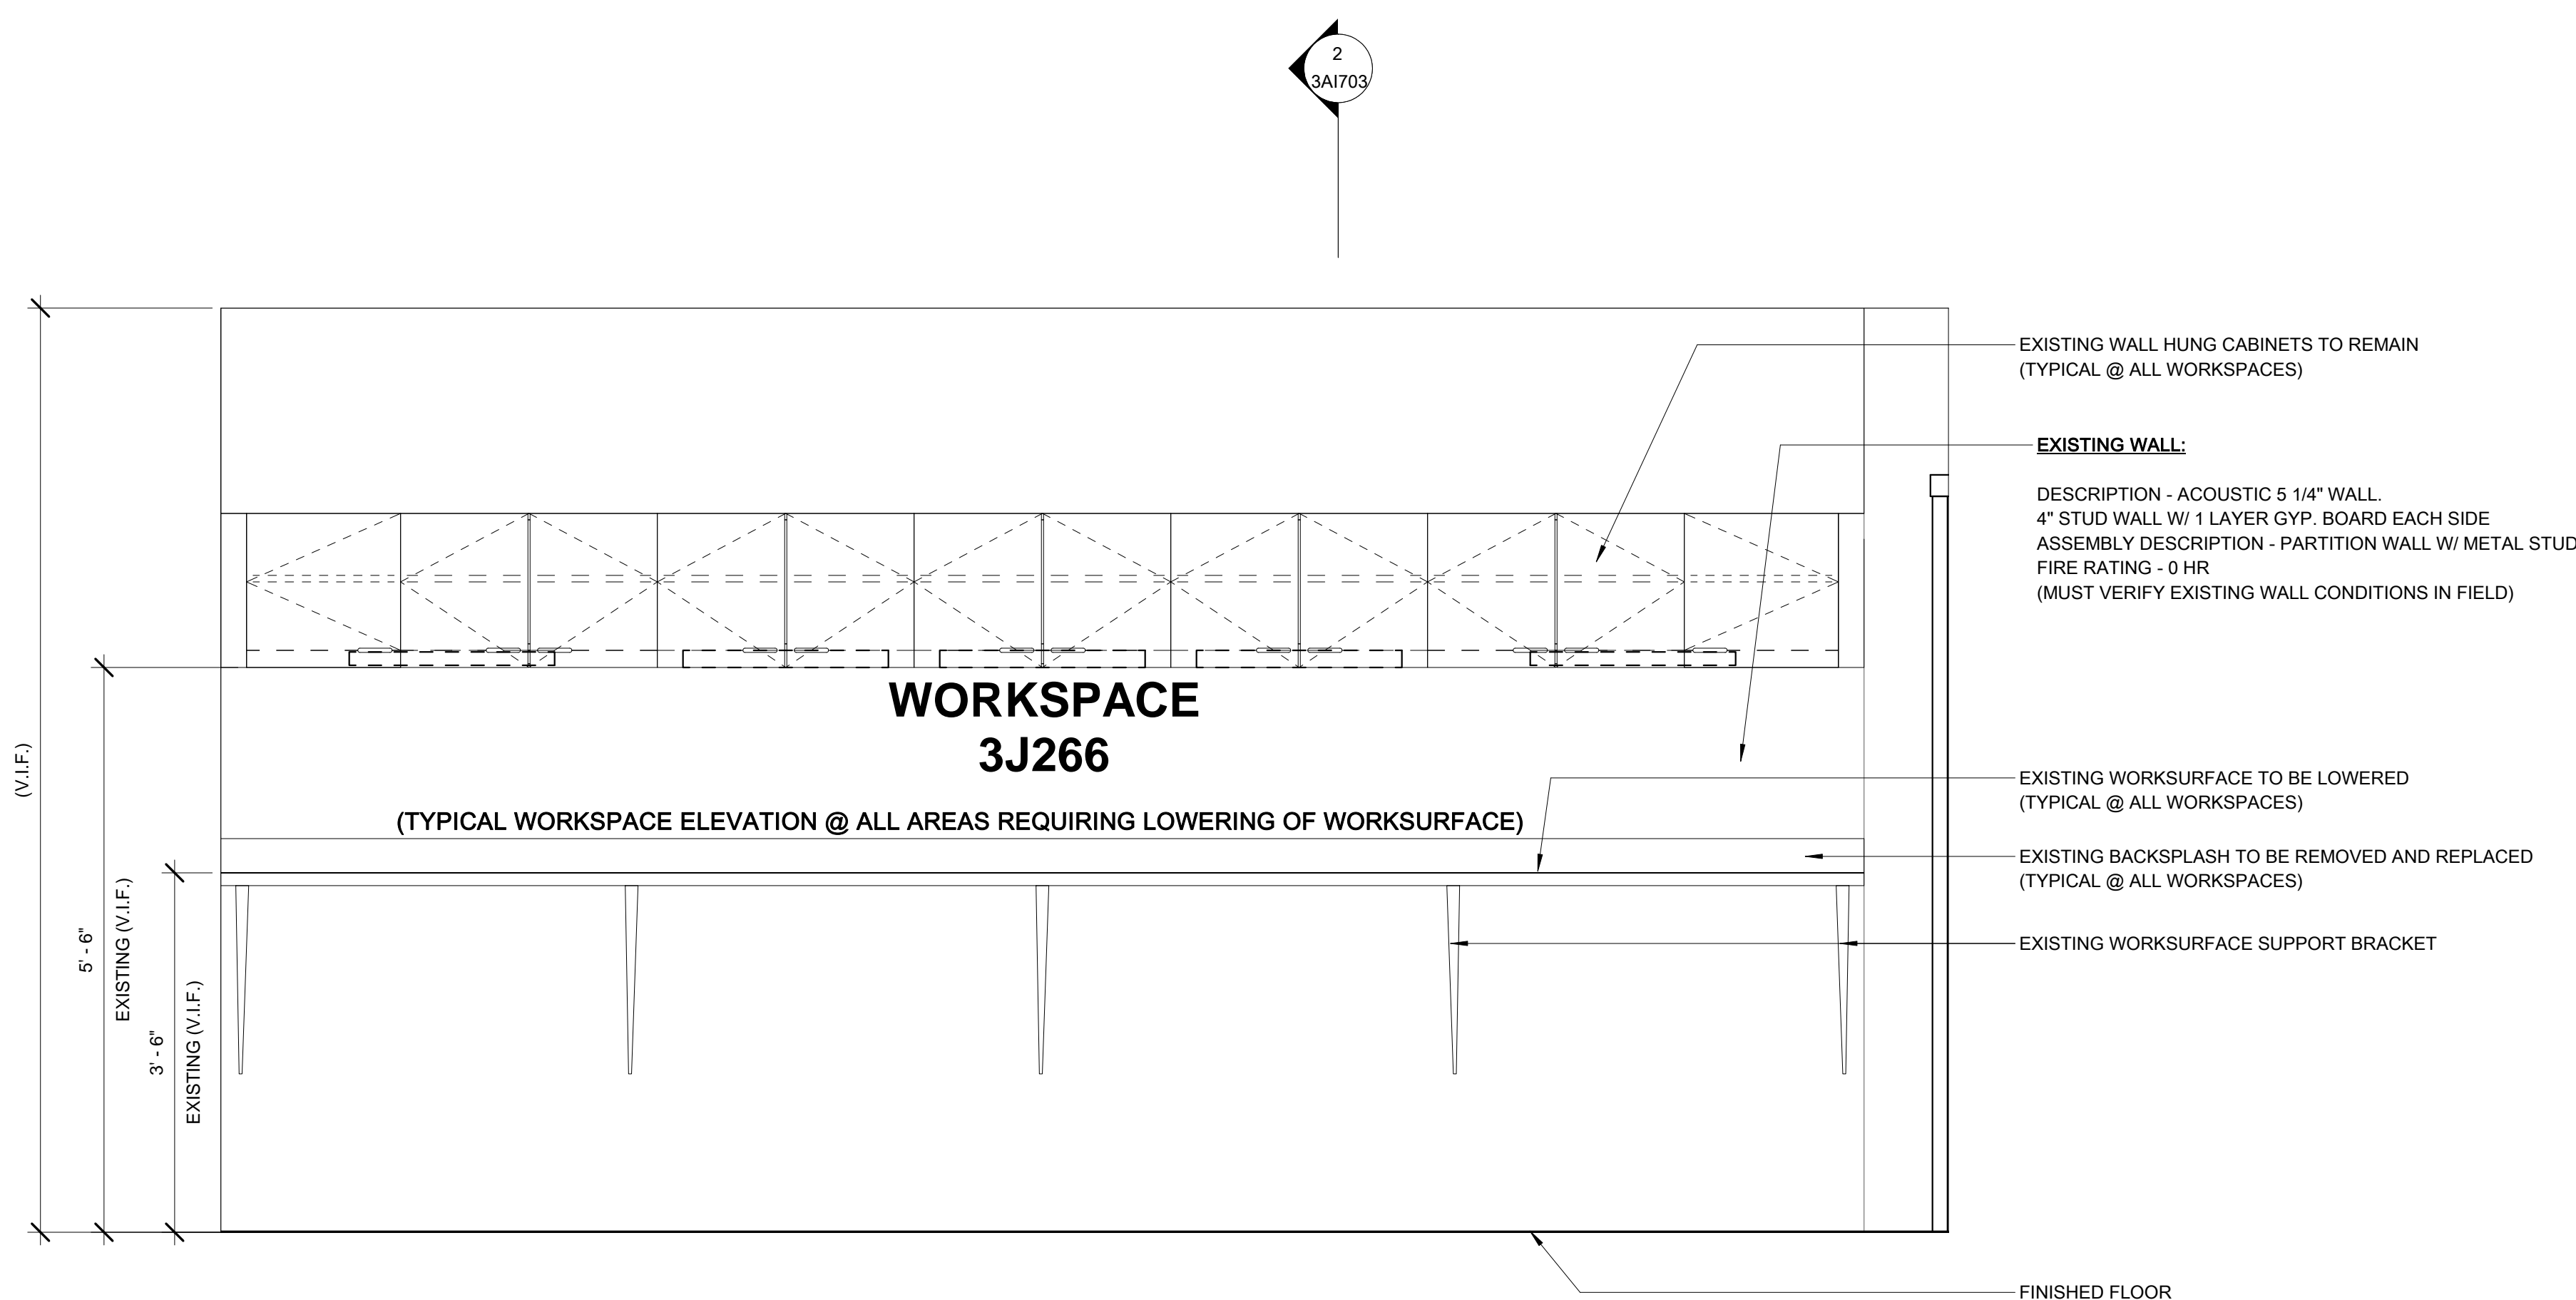 2
3AI703
EXISTING WALL HUNG CABINETS TO REMAIN
(TYPICAL @ ALL WORKSPACES)
EXISTING WALL:
DESCRIPTION - ACOUSTIC 5 1/4" WALL.
4" STUD WALL W/ 1 LAYER GYP. BOARD EACH SIDE
ASSEMBLY DESCRIPTION - PARTITION WALL W/ METAL STUD
FIRE RATING - 0 HR
(MUST VERIFY EXISTING WALL CONDITIONS IN FIELD)
WORKSPACE
3J266
(TYPICAL WORKSPACE ELEVATION @ ALL AREAS REQUIRING LOWERING OF WORKSURFACE)
EXISTING WORKSURFACE TO BE LOWERED
(TYPICAL @ ALL WORKSPACES)
EXISTING BACKSPLASH TO BE REMOVED AND REPLACED
(TYPICAL @ ALL WORKSPACES)
EXISTING WORKSURFACE SUPPORT BRACKET
FINISHED FLOOR
(V.I.F.)
5' - 6"
EXISTING (V.I.F.)
3' - 6"
EXISTING (V.I.F.)